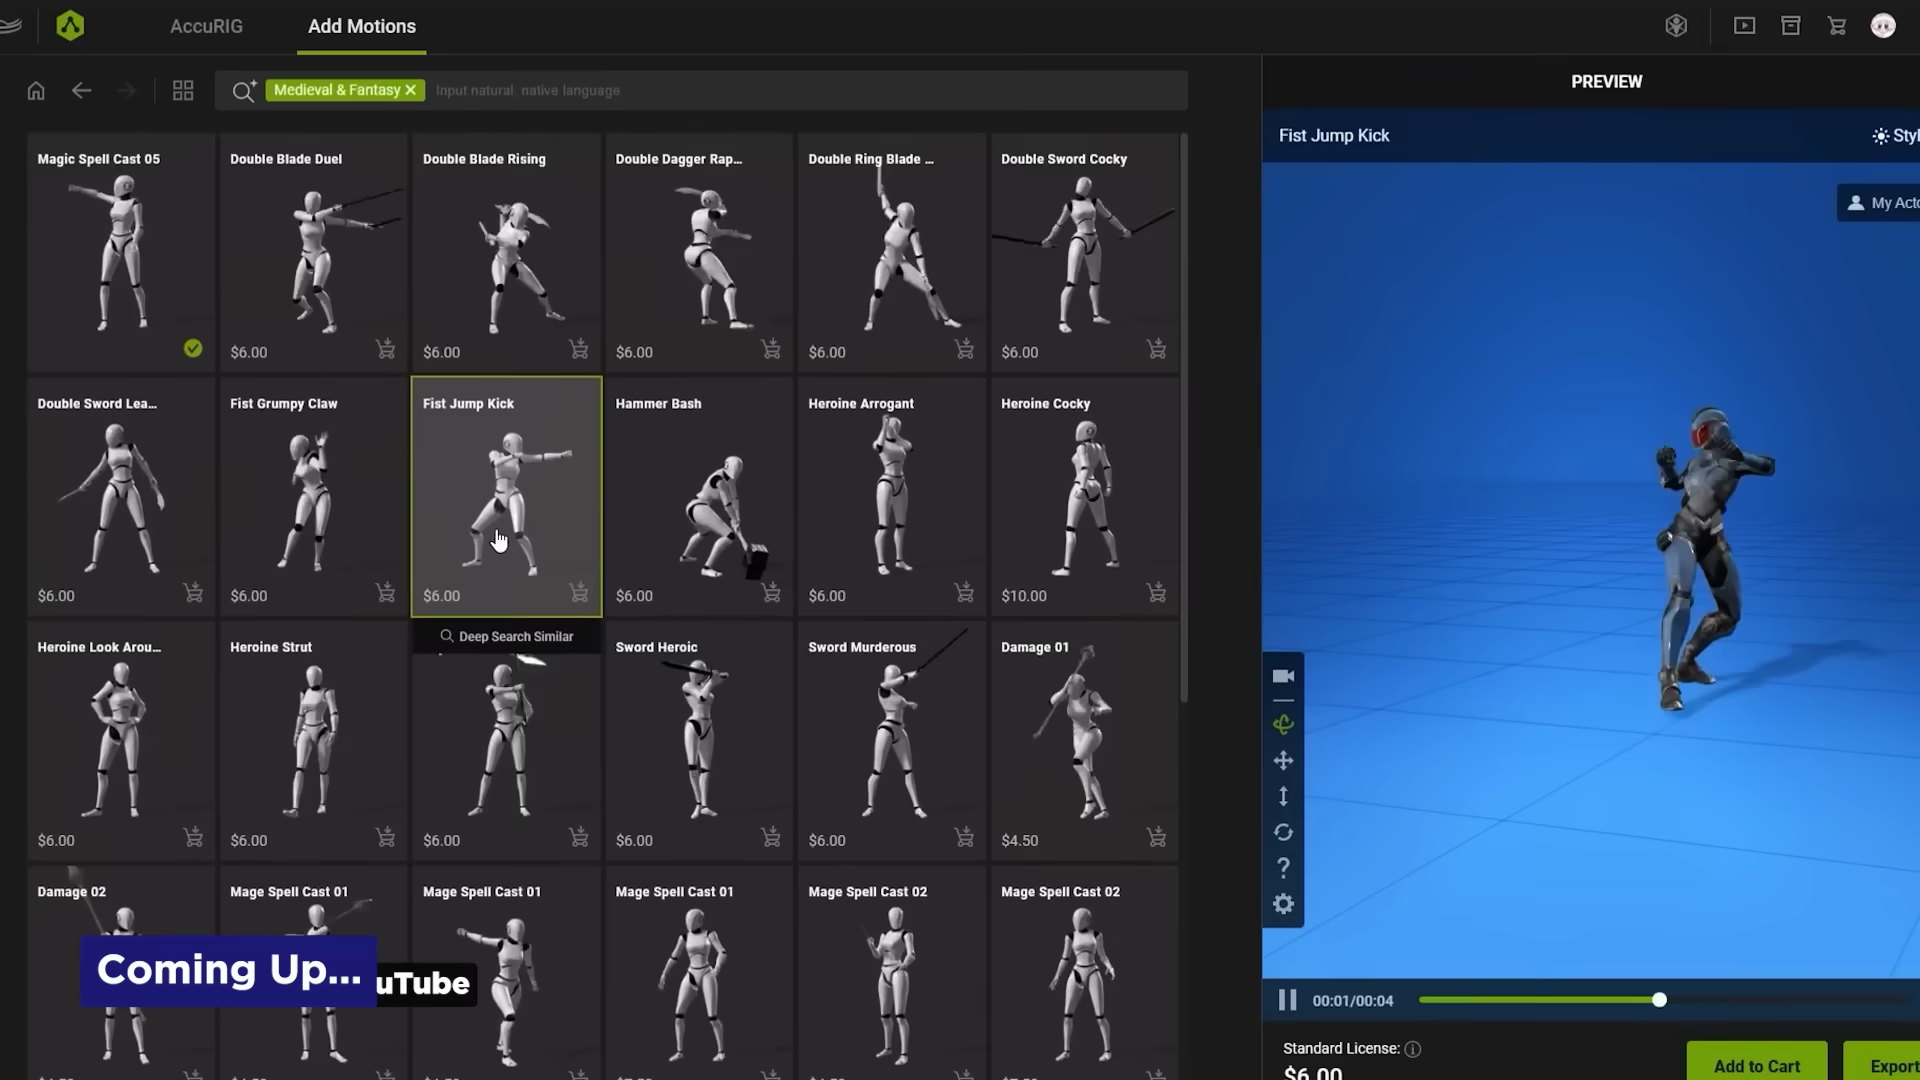 AccuRIG
Add Motions
Medieval & Fantasy ✕
Input natural native language
PREVIEW
Fist Jump Kick
My Acto
Magic Spell Cast 05
Double Blade Duel
Double Blade Rising
Double Dagger Rap...
Double Ring Blade ...
Double Sword Cocky
$6.00
$6.00
$6.00
$6.00
$6.00
Double Sword Lea...
Fist Grumpy Claw
Fist Jump Kick
Hammer Bash
Heroine Arrogant
Heroine Cocky
$6.00
$6.00
$6.00
$6.00
$6.00
$10.00
Deep Search Similar
Heroine Look Arou...
Heroine Strut
Sword Heroic
Sword Murderous
Damage 01
$6.00
$6.00
$6.00
$6.00
$6.00
$4.50
Damage 02
Mage Spell Cast 01
Mage Spell Cast 01
Mage Spell Cast 01
Mage Spell Cast 02
Mage Spell Cast 02
Coming Up...
uTube
00:01/00:04
Standard License:
$6.00
Add to Cart
Export